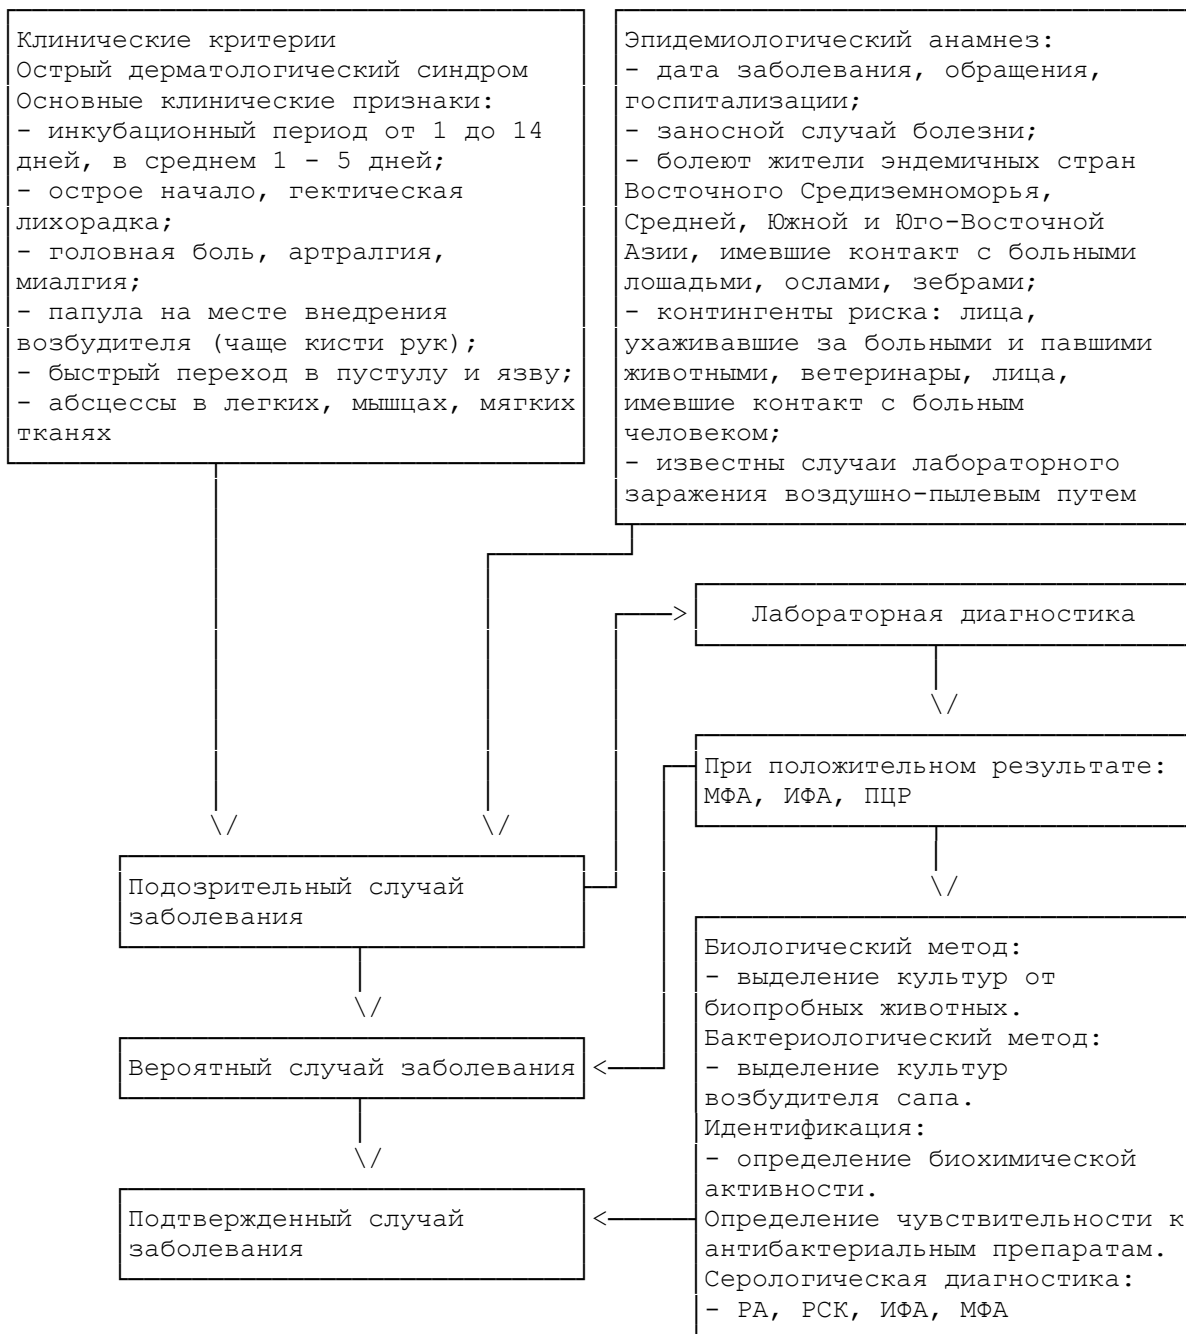 Клинические критерии
Острый дерматологический синдром
Основные клинические признаки:
- инкубационный период от 1 до 14
дней, в среднем 1 - 5 дней;
- острое начало, гектическая
лихорадка;
- головная боль, артралгия,
миалгия;
- папула на месте внедрения
возбудителя (чаще кисти рук);
- быстрый переход в пустулу и язву;
- абсцессы в легких, мышцах, мягких
тканях
Эпидемиологический анамнез:
- дата заболевания, обращения,
госпитализации;
- заносной случай болезни;
- болеют жители эндемичных стран
Восточного Средиземноморья,
Средней, Южной и Юго-Восточной
Азии, имевшие контакт с больными
лошадьми, ослами, зебрами;
- контингенты риска: лица,
ухаживавшие за больными и павшими
животными, ветеринары, лица,
имевшие контакт с больным
человеком;
- известны случаи лабораторного
заражения воздушно-пылевым путем
Лабораторная диагностика
При положительном результате:
МФА, ИФА, ПЦР
Подозрительный случай
заболевания
Вероятный случай заболевания
Подтвержденный случай
заболевания
Биологический метод:
- выделение культур от
биопробных животных.
Бактериологический метод:
- выделение культур
возбудителя сапа.
Идентификация:
- определение биохимической
активности.
Определение чувствительности к
антибактериальным препаратам.
Серологическая диагностика:
- РА, РСК, ИФА, МФА